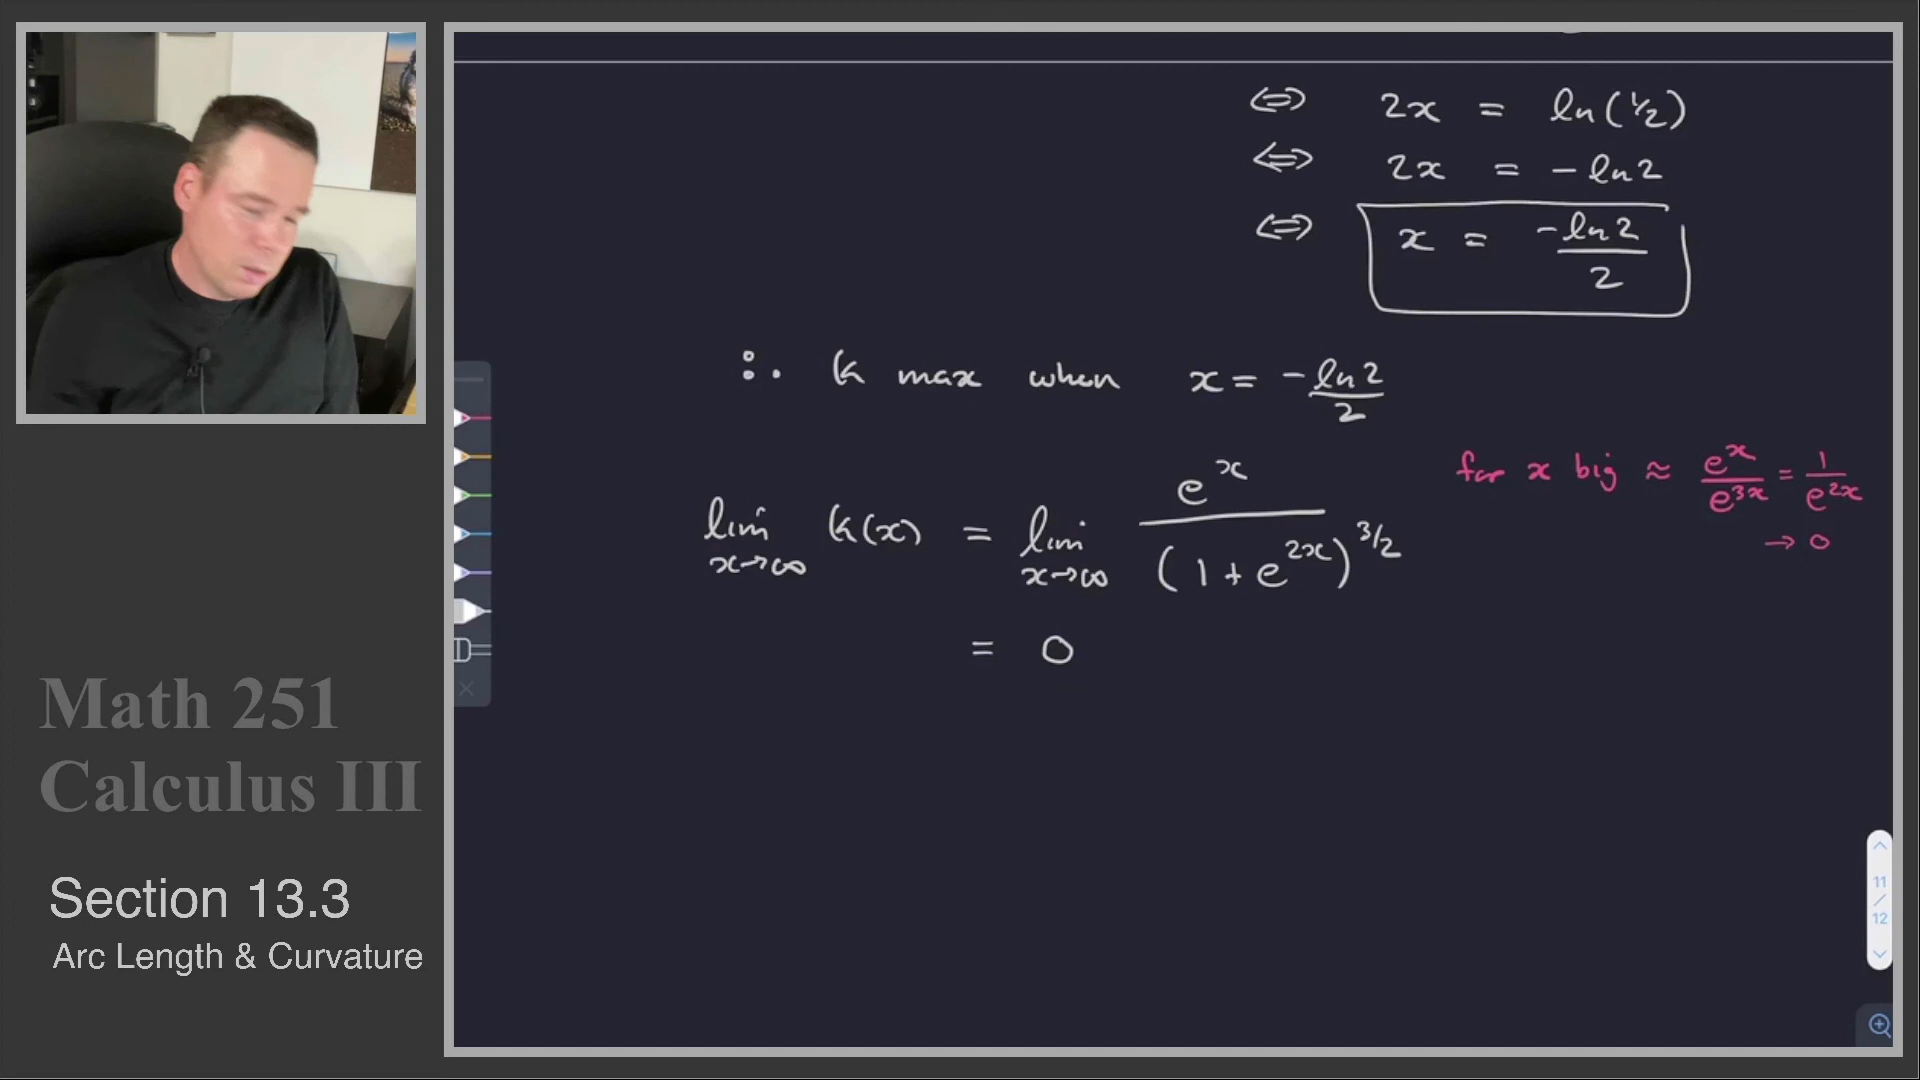 ⇔ 2x = ln(1/2)
⇔ 2x = -ln2
⇔ x = -ln2/2
∴ k max when x = -ln2/2
for x big ≈ e^x/e^3x = 1/e^2x
→ 0
lim x→∞ k(x) = lim x→∞ e^x/(1+e^2x)^3/2
= 0
Math 251
Calculus III
Section 13.3
Arc Length & Curvature
11
/
12